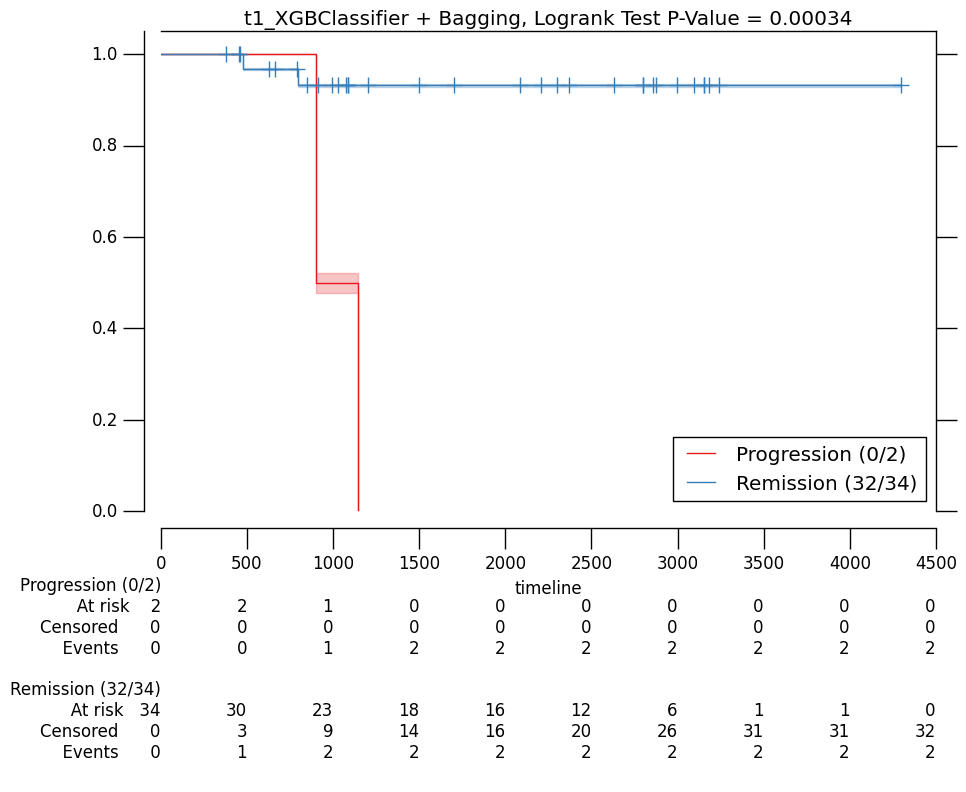 t1_XGBClassifier + Bagging, Logrank Test P-Value = 0.00034
1.0
0.8
0.6
0.4
0.2
0.0
Progression (0/2)
Remission (32/34)
0 500 1000 1500 2000 2500 3000 3500 4000 4500
timeline
Progression (0/2)
At risk 2 2 1 0 0 0 0 0 0 0
Censored 0 0 0 0 0 0 0 0 0 0
Events 0 0 1 2 2 2 2 2 2 2
Remission (32/34)
At risk 34 30 23 18 16 12 6 1 1 0
Censored 0 3 9 14 16 20 26 31 31 32
Events 0 1 2 2 2 2 2 2 2 2